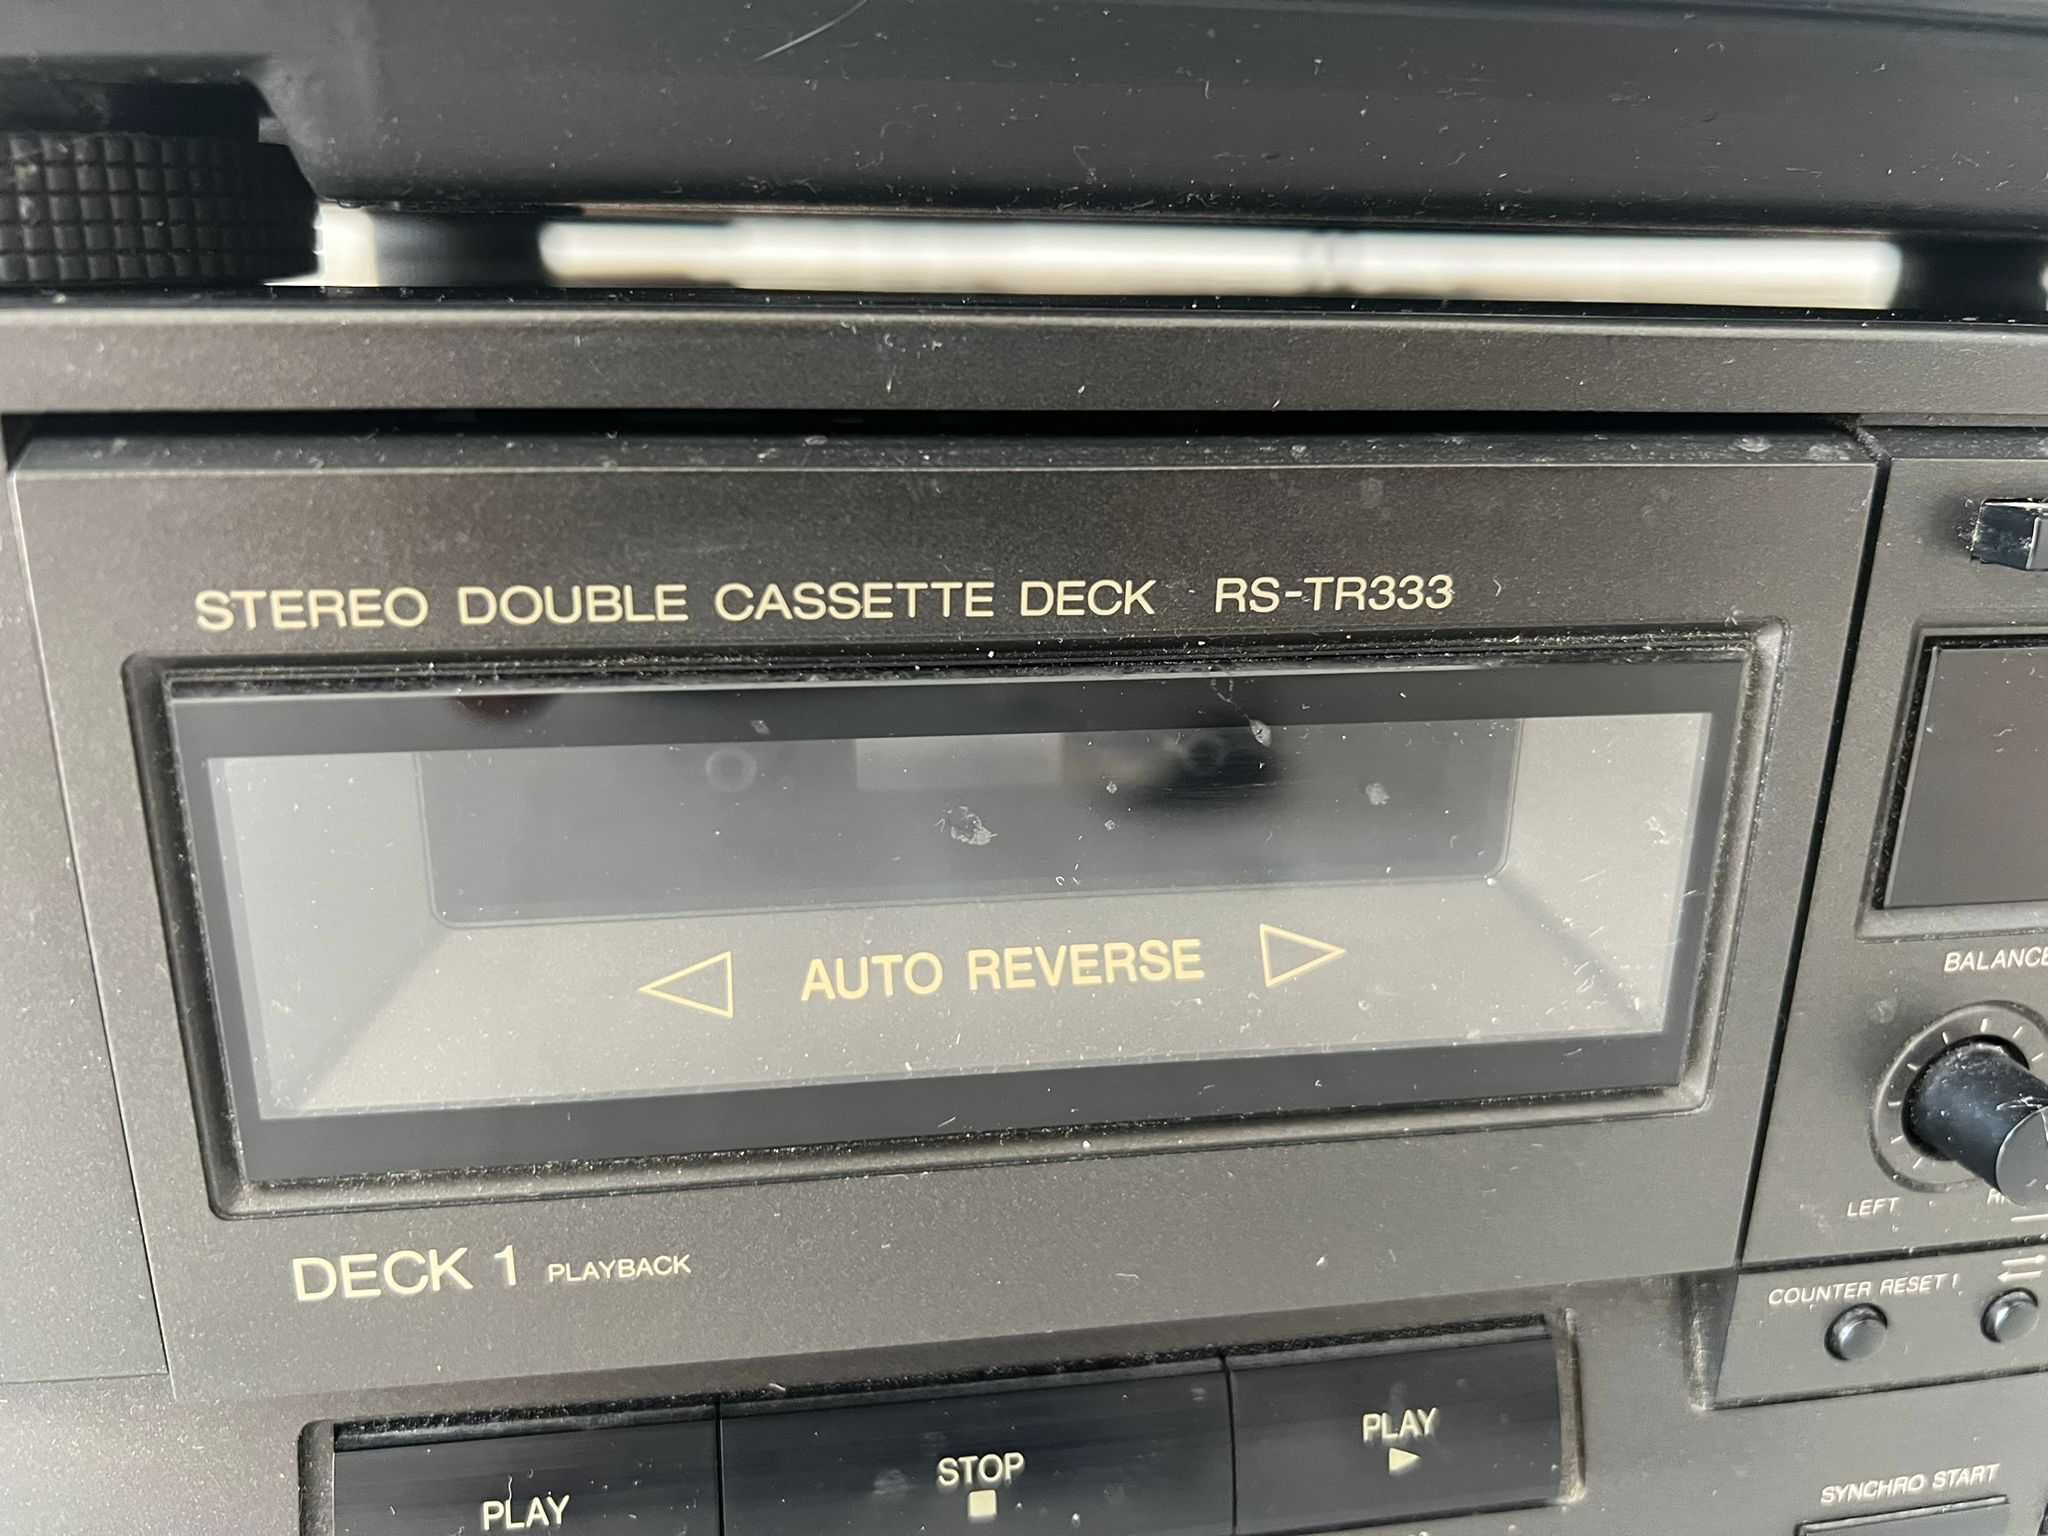 STEREO DOUBLE CASSETTE DECK RS-TR333
AUTO REVERSE
BALANCE
LEFT
DECK 1 PLAYBACK
COUNTER RESET 1
PLAY
STOP
PLAY
SYNCHRO START